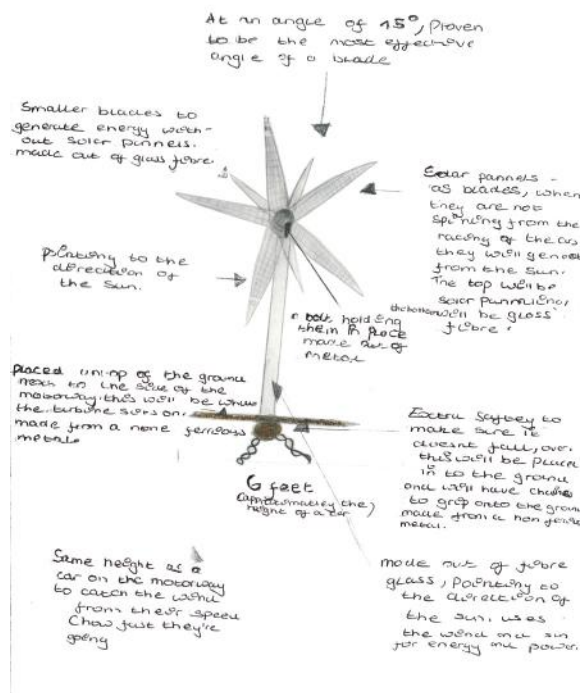 At an angle of 15°, Proven
to be the most effective
angle of a blade
Smaller blades to
generate energy with-
out solar pannels.
made out of glass fibre.
Solar pannels -
as blades, when
they are not
spinning from the
racing of the
they will
from the sun.
The top will be
solar
the bottom will be glass
fibre.
pointing to the
direction of
the sun.
bolt holding
them in place
made out of
metal
placed on top of the ground
next to the side of the
motorway. this will be where
the turbine sits on.
made from a none ferrious
metal.
Extra saftey to
make sure it
doesnt fall over.
this will be
in to the ground
and will have
to grip onto the ground
made from a non
metal.
6 feet
(approximatley the
height of a car
Same height as a
car on the motorway
to catch the wind
from their speed
they're
going
made out of fibre
glass, pointing to
the direction of
the sun. uses
the wind and sun
for energy and power.